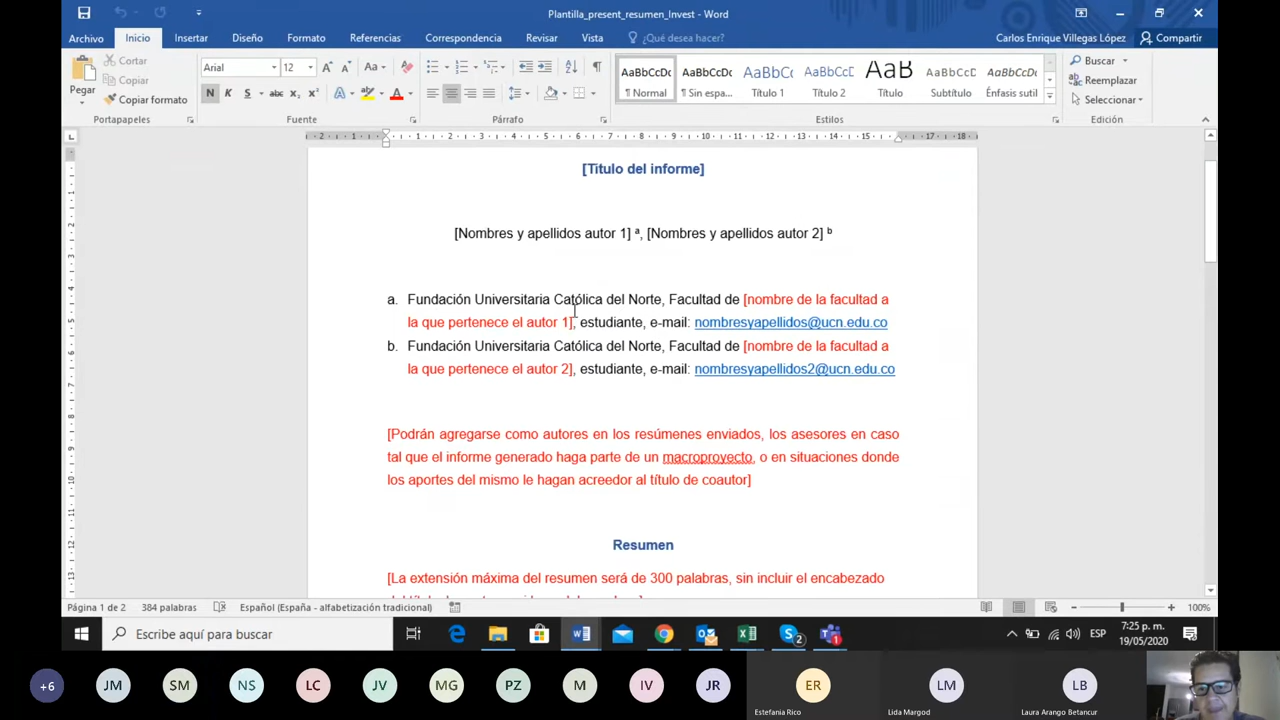 Plantilla_present_resumen_Invest - Word
Archivo Inicio Insertar Diseño Formato Referencias Correspondencia Revisar Vista ¿Qué desea hacer? Carlos Enrique Villegas López Compartir
Pegar Cortar Copiar Copiar formato
Arial 12
AaBbCcDc AaBbCcDc AaBbCc AaBbCcC AaB AaBbCcC AaBbCcDc
¶ Normal ¶ Sin espa... Título 1 Título 2 Título Subtítulo Énfasis sutil
Buscar
Reemplazar
Seleccionar
Portapapeles Fuente Párrafo Estilos Edición
[Titulo del informe]
[Nombres y apellidos autor 1] ª, [Nombres y apellidos autor 2] ᵇ
a. Fundación Universitaria Católica del Norte, Facultad de [nombre de la facultad a
la que pertenece el autor 1], estudiante, e-mail: nombresyapellidos@ucn.edu.co
b. Fundación Universitaria Católica del Norte, Facultad de [nombre de la facultad a
la que pertenece el autor 2], estudiante, e-mail: nombresyapellidos2@ucn.edu.co
[Podrán agregarse como autores en los resúmenes enviados, los asesores en caso
tal que el informe generado haga parte de un macroproyecto, o en situaciones donde
los aportes del mismo le hagan acreedor al título de coautor]
Resumen
[La extensión máxima del resumen será de 300 palabras, sin incluir el encabezado
Página 1 de 2 384 palabras Español (España - alfabetización tradicional) 100%
Escribe aquí para buscar
ESP
7:25 p. m.
19/05/2020
+6 JM SM NS LC JV MG PZ M IV JR ER LM LB
Estefania Rico Lida Margod Laura Arango Betancur